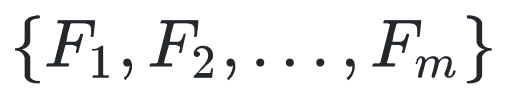 {F₁, F₂, . . . , Fₘ}